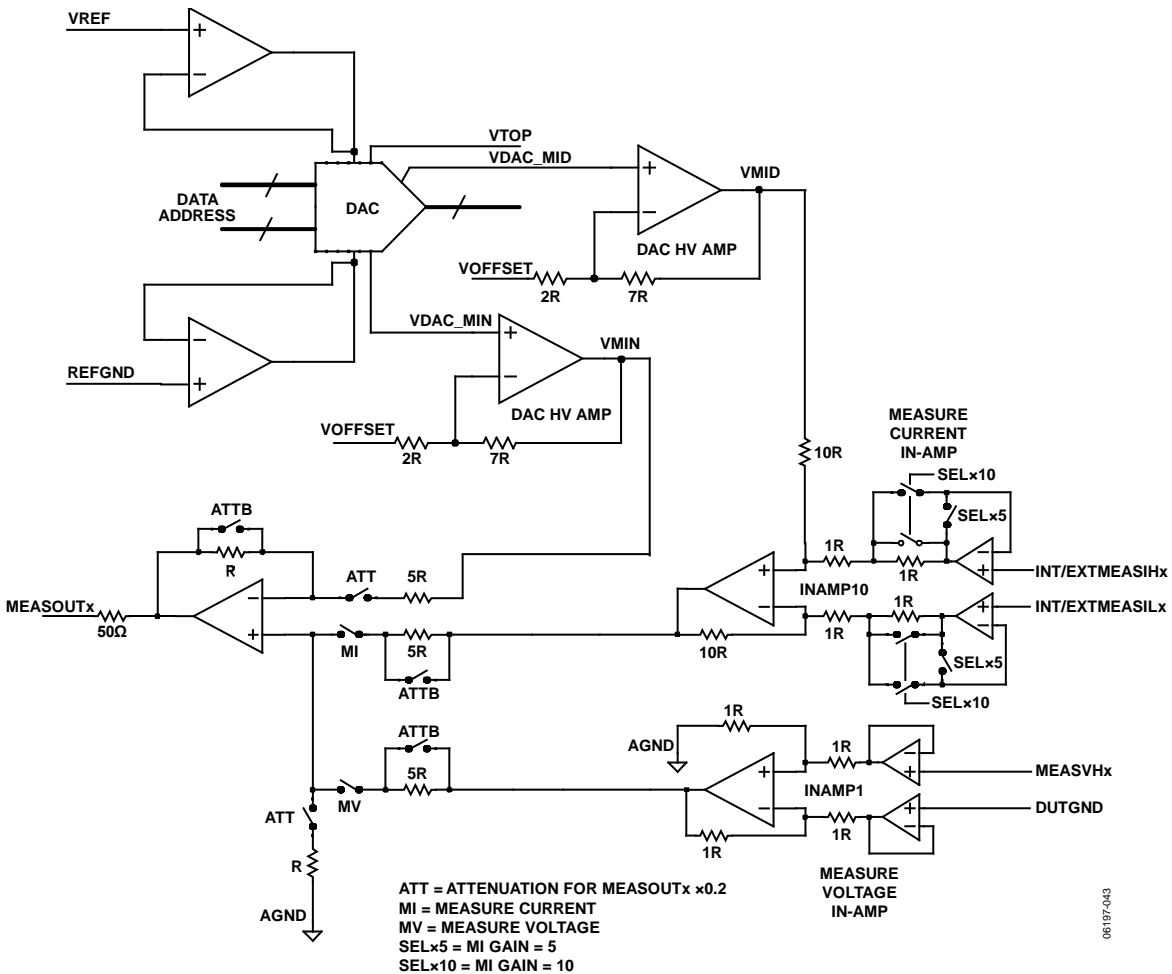 VREF
+
−
VTOP
VDAC_MID
VMID
+
−
DATA
ADDRESS
DAC
DAC HV AMP
VOFFSET
2R
7R
VDAC_MIN
VMIN
+
−
−
+
REFGND
DAC HV AMP
VOFFSET
2R
7R
MEASURE
CURRENT
IN-AMP
10R
SEL×10
SEL×5
ATTB
R
1R
1R
−
+
INT/EXTMEASIHx
ATT
5R
+
−
INAMP10
MEASOUTx
50Ω
−
+
MI
5R
ATTB
10R
1R
1R
+
−
INT/EXTMEASILx
SEL×5
SEL×10
ATTB
5R
MV
AGND
1R
+
−
INAMP1
1R
1R
1R
−
+
MEASVHx
+
−
DUTGND
ATT
R
AGND
MEASURE
VOLTAGE
IN-AMP
ATT = ATTENUATION FOR MEASOUTx ×0.2
MI = MEASURE CURRENT
MV = MEASURE VOLTAGE
SEL×5 = MI GAIN = 5
SEL×10 = MI GAIN = 10
06197-043